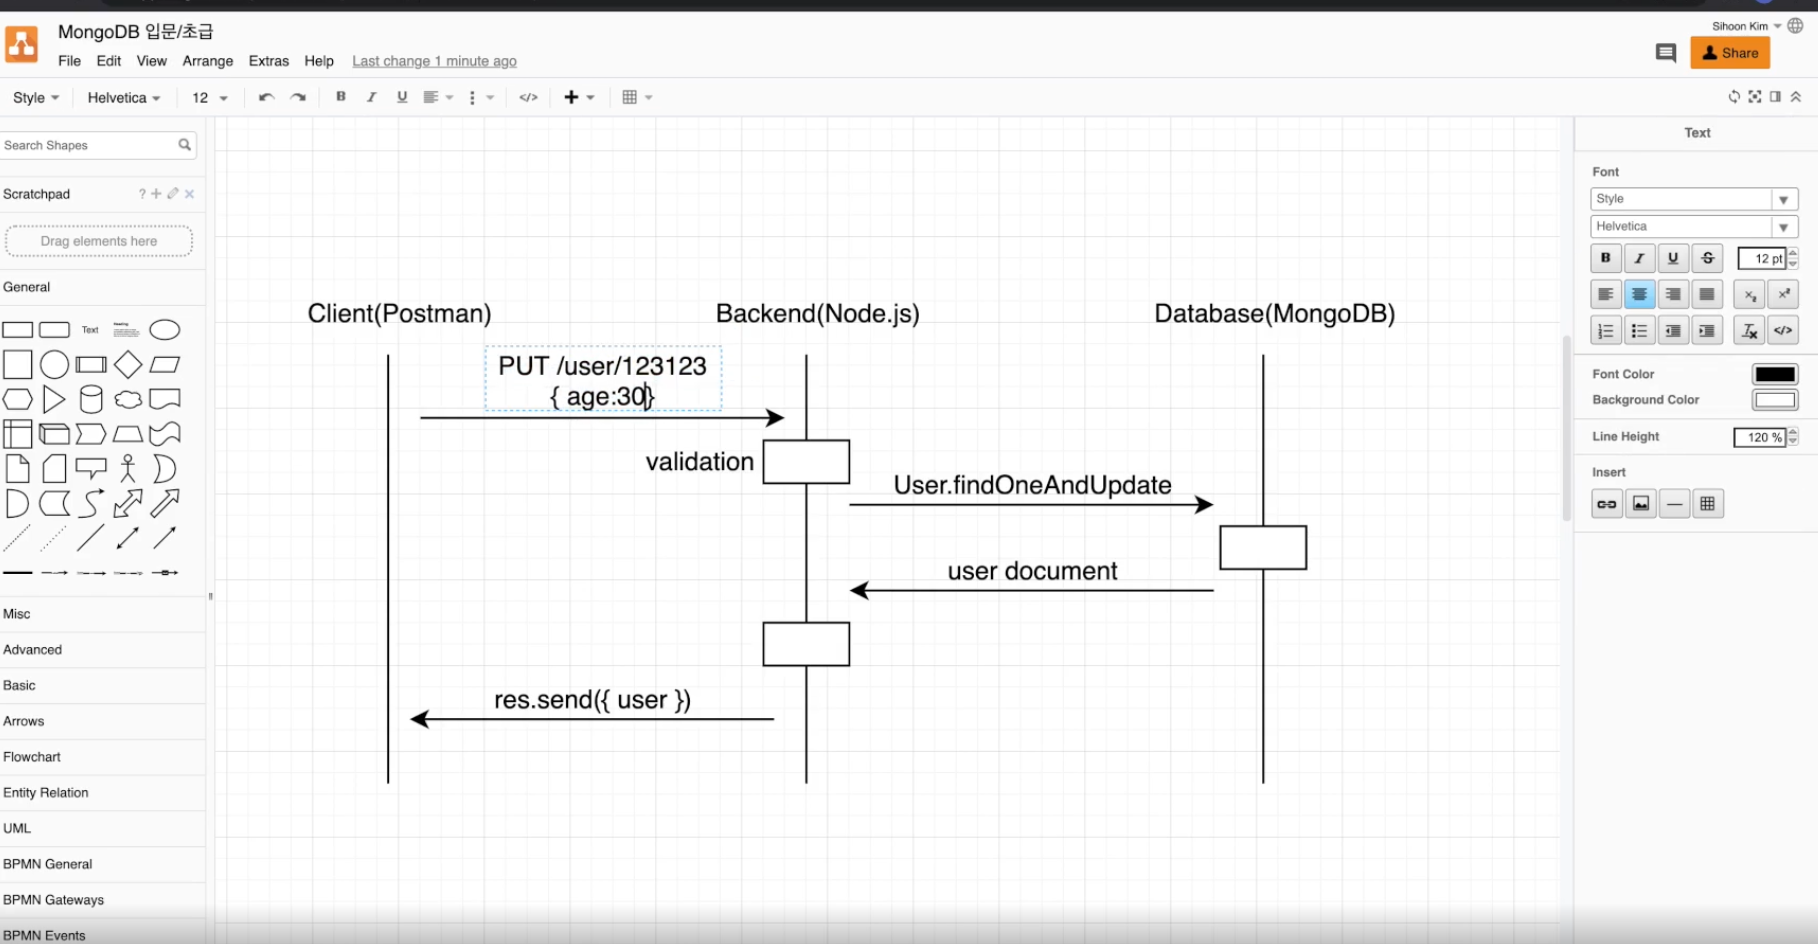 MongoDB 입문/초급
File Edit View Arrange Extras Help Last change 1 minute ago
Sihoon Kim
Share
Style Helvetica 12 B I U </>
Search Shapes
Scratchpad ?
Drag elements here
General
Text Heading
Misc
Advanced
Basic
Arrows
Flowchart
Entity Relation
UML
BPMN General
BPMN Gateways
BPMN Events
Client(Postman) Backend(Node.js) Database(MongoDB)
PUT /user/123123
{ age:30}
validation
User.findOneAndUpdate
user document
res.send({ user })
Text
Font
Style
Helvetica
B I U S 12 pt
Font Color
Background Color
Line Height 120 %
Insert